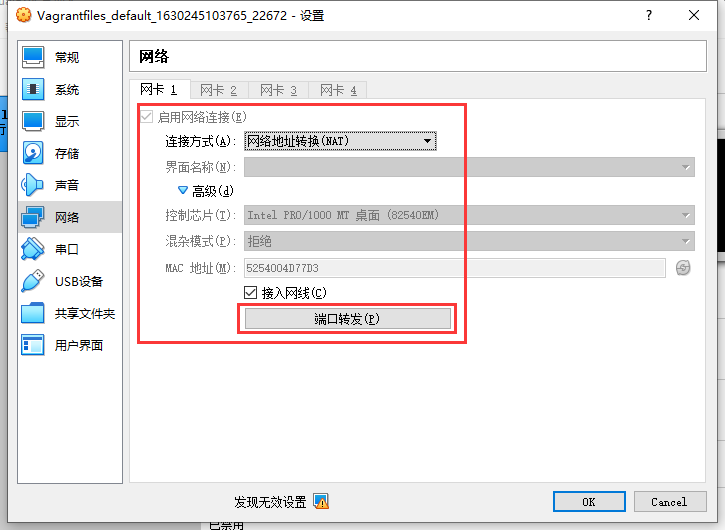 Vagrantfiles_default_1630245103765_22672 - 设置
?
常规
系统
显示
存储
声音
网络
串口
USB设备
共享文件夹
用户界面
网络
网卡 1 网卡 2 网卡 3 网卡 4
启用网络连接(E)
连接方式(A): 网络地址转换(NAT)
界面名称(N):
高级(d)
控制芯片(T): Intel PRO/1000 MT 桌面 (82540EM)
混杂模式(P): 拒绝
MAC 地址(M): 5254004D77D3
接入网线(C)
端口转发(P)
发现无效设置
OK Cancel
已禁用